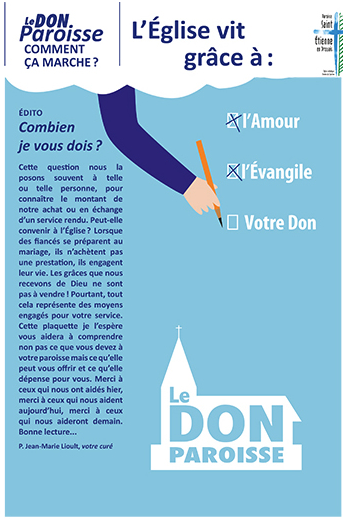 Le DON
Paroisse
COMMENT
ÇA MARCHE ?
L'Église vit
grâce à :
Paroisse
Saint
Étienne
en Pressoir
ÉDITO
Combien
je vous dois ?
Cette question nous la
posons souvent à telle
ou telle personne, pour
connaître le montant de
notre achat ou en échange
d'un service rendu. Peut-elle
convenir à l'Église ? Lorsque
des fiancés se préparent au
mariage, ils n'achètent pas
une prestation, ils engagent
leur vie. Les grâces que nous
recevons de Dieu ne sont
pas à vendre ! Pourtant, tout
cela représente des moyens
engagés pour votre service.
Cette plaquette je l'espère
vous aidera à comprendre
non pas ce que vous devez à
votre paroisse mais ce qu'elle
peut vous offrir et ce qu'elle
dépense pour vous. Merci à
ceux qui nous ont aidés hier,
merci à ceux qui nous aident
aujourd'hui, merci à ceux
qui nous aideront demain.
Bonne lecture...
P. Jean-Marie Lioult, votre curé
l'Amour
l'Évangile
Votre Don
Le
DON
PAROISSE